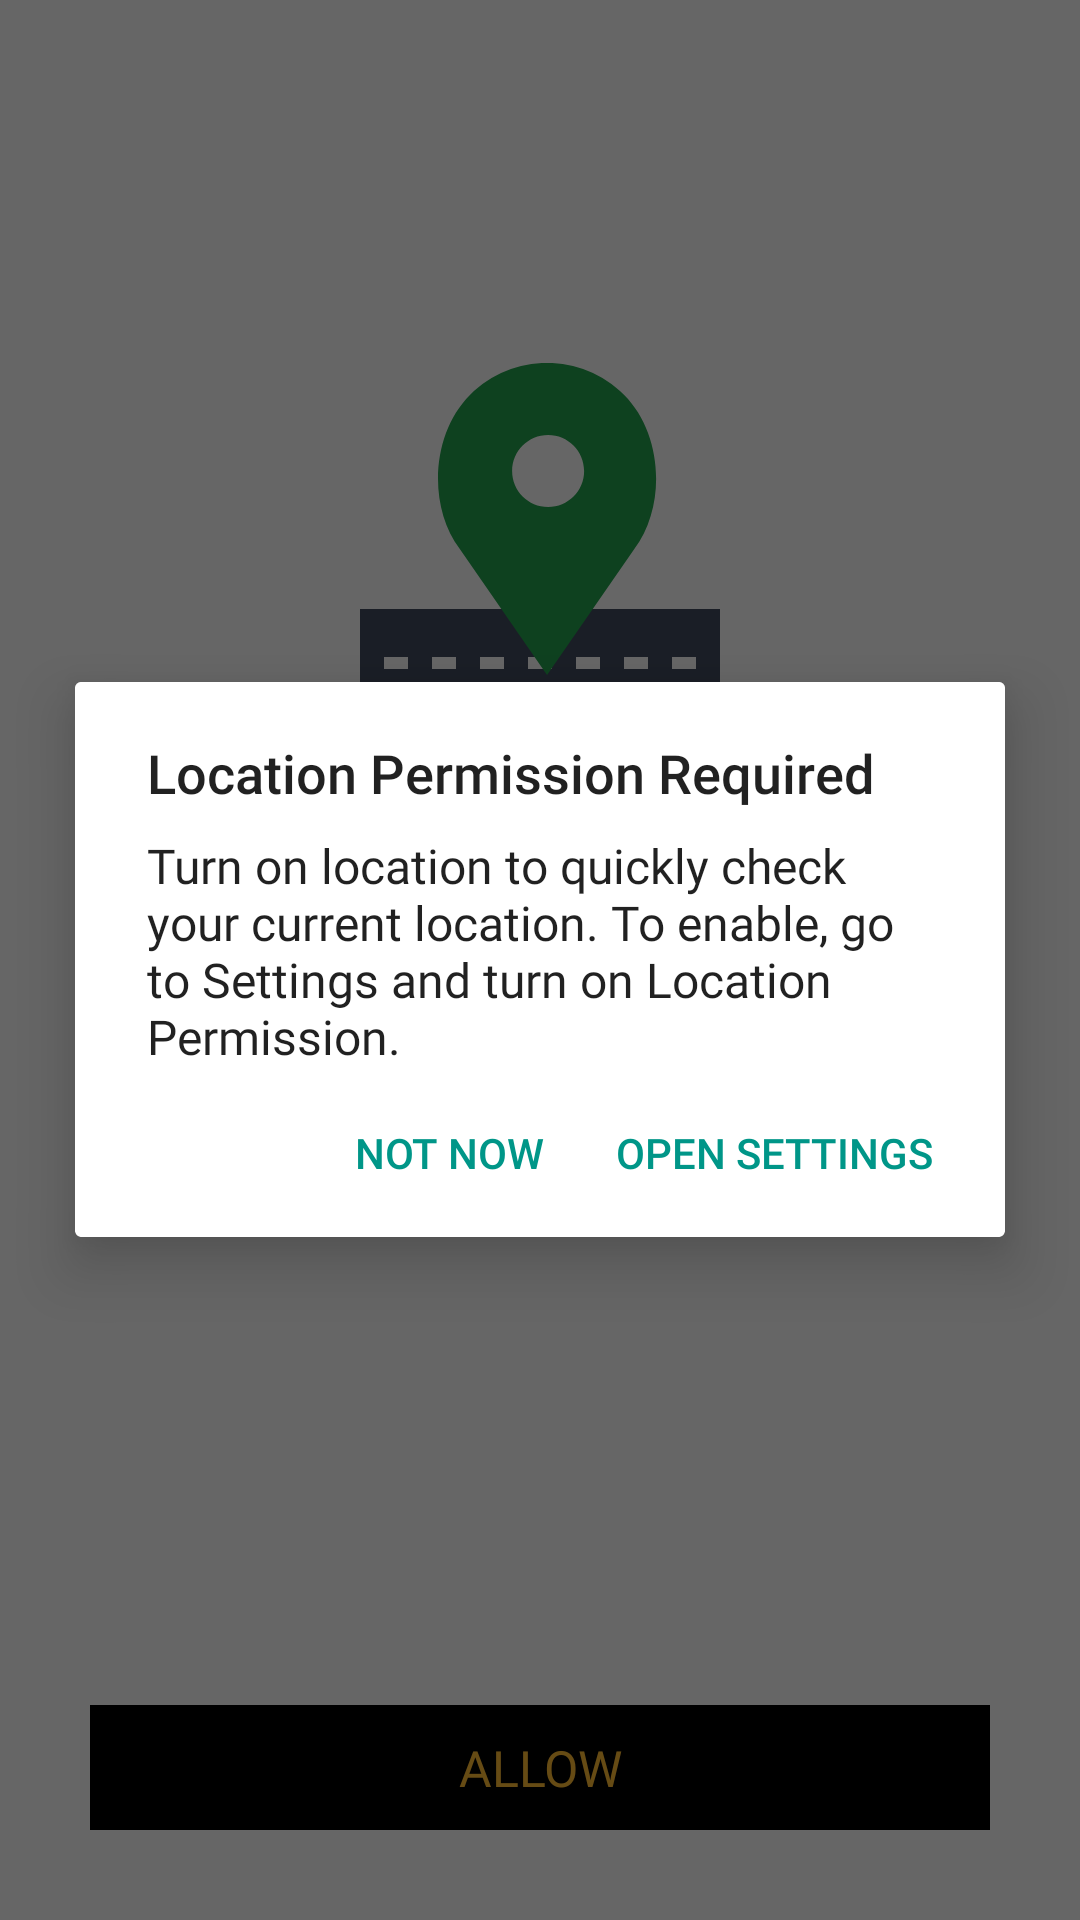 Location Permission Required
Turn on location to quickly check
your current location. To enable, go
to Settings and turn on Location
Permission.
NOT NOW OPEN SETTINGS
ALLOW